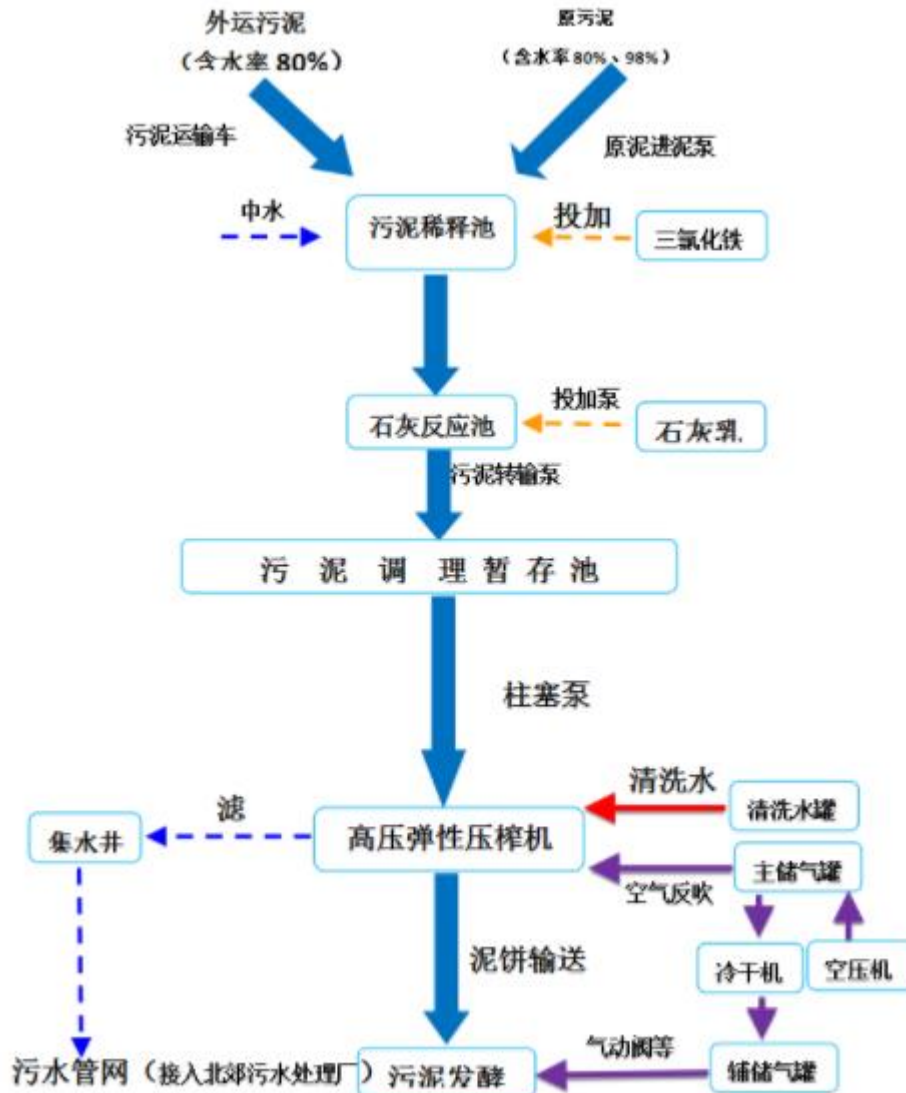 外运污泥
（含水率 80%）
原污泥
（含水率 80%、98%）
污泥运输车
原泥进泥泵
中水
污泥稀释池
投加
三氯化铁
石灰反应池
投加泵
石灰乳
污泥转输泵
污 泥 调 理 暂 存 池
柱塞泵
清洗水
清洗水罐
滤
集水井
高压弹性压榨机
主储气罐
空气反吹
泥饼输送
冷干机
空压机
气动阀等
污水管网（接入北郊污水处理厂）
污泥发酵
辅储气罐